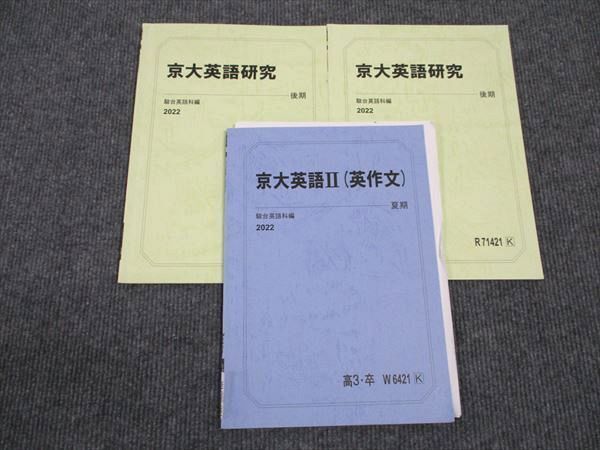 京大英語研究
後期
駿台英語科編
2022
京大英語研究
後期
駿台英語科編
2022
R 71421 K
京大英語II(英作文)
夏期
駿台英語科編
2022
高3・卒 W 6421 K